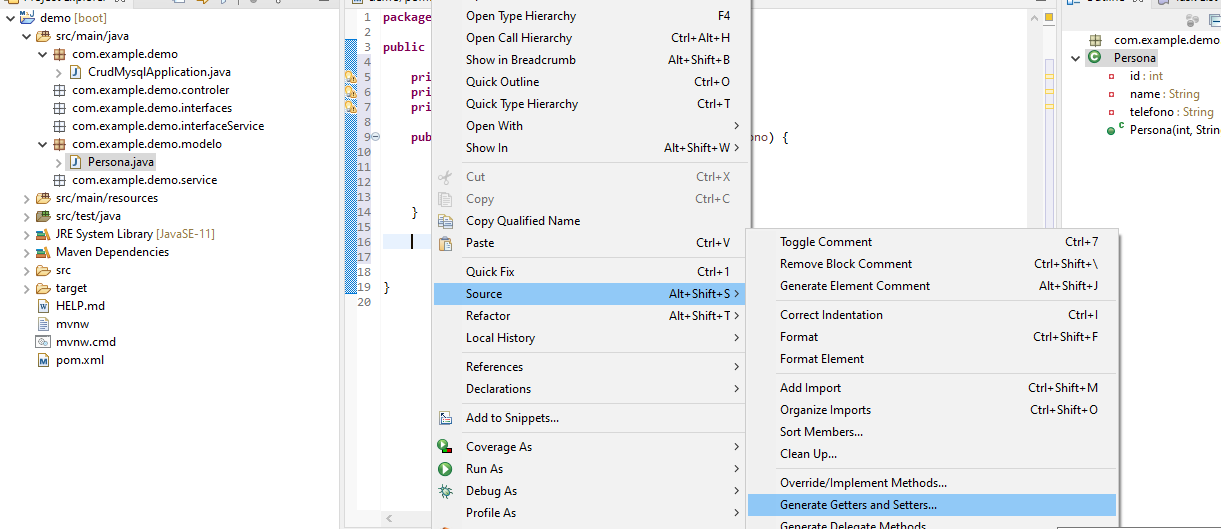 demo [boot]
src/main/java
com.example.demo
CrudMysqlApplication.java
com.example.demo.controler
com.example.demo.interfaces
com.example.demo.interfaceService
com.example.demo.modelo
Persona.java
com.example.demo.service
src/main/resources
src/test/java
JRE System Library [JavaSE-11]
Maven Dependencies
src
target
HELP.md
mvnw
mvnw.cmd
pom.xml
1 package
2
3 public
4
5 pri
6 pri
7 pri
8
9 pub
ono) {
10
11
12
13
14 }
15
16
17
18
19 }
20
Open Type Hierarchy F4
Open Call Hierarchy Ctrl+Alt+H
Show in Breadcrumb Alt+Shift+B
Quick Outline Ctrl+O
Quick Type Hierarchy Ctrl+T
Open With
Show In Alt+Shift+W
Cut Ctrl+X
Copy Ctrl+C
Copy Qualified Name
Paste Ctrl+V
Quick Fix Ctrl+1
Source Alt+Shift+S
Refactor Alt+Shift+T
Local History
References
Declarations
Add to Snippets...
Coverage As
Run As
Debug As
Profile As
Toggle Comment Ctrl+7
Remove Block Comment Ctrl+Shift+\
Generate Element Comment Alt+Shift+J
Correct Indentation Ctrl+I
Format Ctrl+Shift+F
Format Element
Add Import Ctrl+Shift+M
Organize Imports Ctrl+Shift+O
Sort Members...
Clean Up...
Override/Implement Methods...
Generate Getters and Setters...
Generate Delegate Methods
com.example.demo
Persona
id : int
name : String
telefono : String
Persona(int, Strin